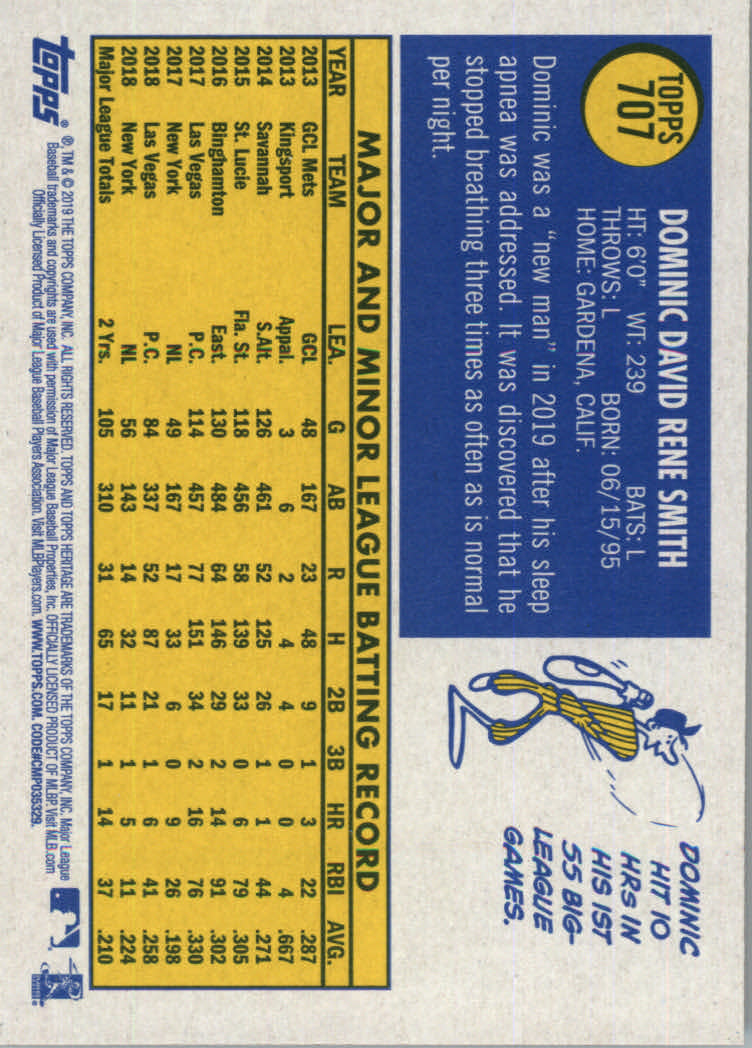 TOPPS
707
DOMINIC DAVID RENE SMITH
HT: 6'0" WT: 239 BATS: L
THROWS: L BORN: 06/15/95
HOME: GARDENA, CALIF.
Dominic was a "new man" in 2019 after his sleep
apnea was addressed. It was discovered that he
stopped breathing three times as often as is normal
per night.
DOMINIC
HIT 10
HRS IN
HIS 1ST
55 BIG-
LEAGUE
GAMES.
MAJOR AND MINOR LEAGUE BATTING RECORD
YEAR TEAM LEA. G AB R H 2B 3B HR RBI AVG.
2013 GCL Mets GCL 48 167 23 48 9 1 3 22 .287
2013 Kingsport Appal. 3 6 2 4 4 0 0 4 .667
2014 Savannah S.Alt. 126 461 52 125 26 1 1 44 .271
2015 St. Lucie Fla. St. 118 456 58 139 33 0 6 79 .305
2016 Binghamton East. 130 484 64 146 29 2 14 91 .302
2017 Las Vegas P.C. 114 457 77 151 34 2 16 76 .330
2017 New York NL 49 167 17 33 6 0 9 26 .198
2018 Las Vegas P.C. 84 337 52 87 21 1 6 41 .258
2018 New York NL 56 143 14 32 11 1 5 11 .224
Major League Totals 2 Yrs. 105 310 31 65 17 1 14 37 .210
topps® ®, TM & © 2019 THE TOPPS COMPANY, INC. ALL RIGHTS RESERVED. TOPPS AND TOPPS HERITAGE ARE TRADEMARKS OF THE TOPPS COMPANY, INC. Major League
Baseball trademarks and copyrights are used with permission of Major League Baseball Properties, Inc. OFFICIALLY LICENSED PRODUCT OF MLBP. Visit MLB.com
Officially Licensed Product of Major League Baseball Players Association. Visit MLBPlayers.com. WWW.TOPPS.COM. CODE#CMP035329.